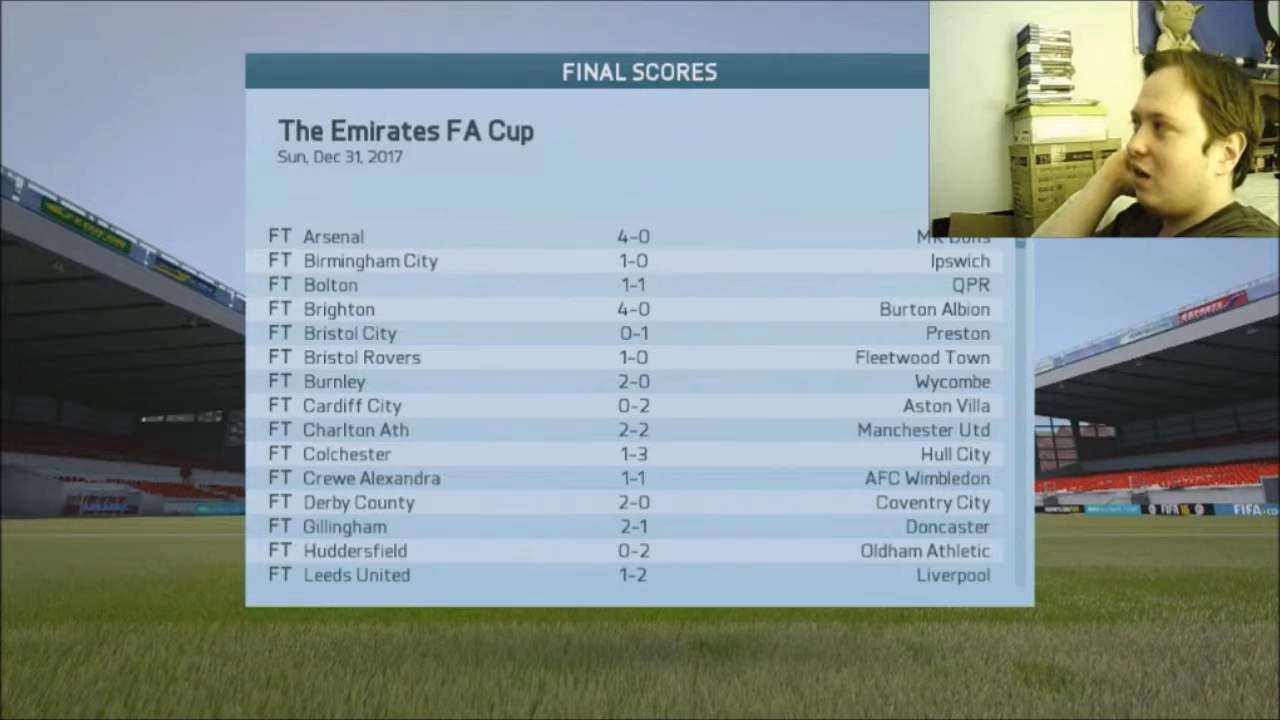 FINAL SCORES
The Emirates FA Cup
Sun, Dec 31, 2017
FT Arsenal 4-0 MK Dons
FT Birmingham City 1-0 Ipswich
FT Bolton 1-1 QPR
FT Brighton 4-0 Burton Albion
FT Bristol City 0-1 Preston
FT Bristol Rovers 1-0 Fleetwood Town
FT Burnley 2-0 Wycombe
FT Cardiff City 0-2 Aston Villa
FT Charlton Ath 2-2 Manchester Utd
FT Colchester 1-3 Hull City
FT Crewe Alexandra 1-1 AFC Wimbledon
FT Derby County 2-0 Coventry City
FT Gillingham 2-1 Doncaster
FT Huddersfield 0-2 Oldham Athletic
FT Leeds United 1-2 Liverpool
FIFA 16